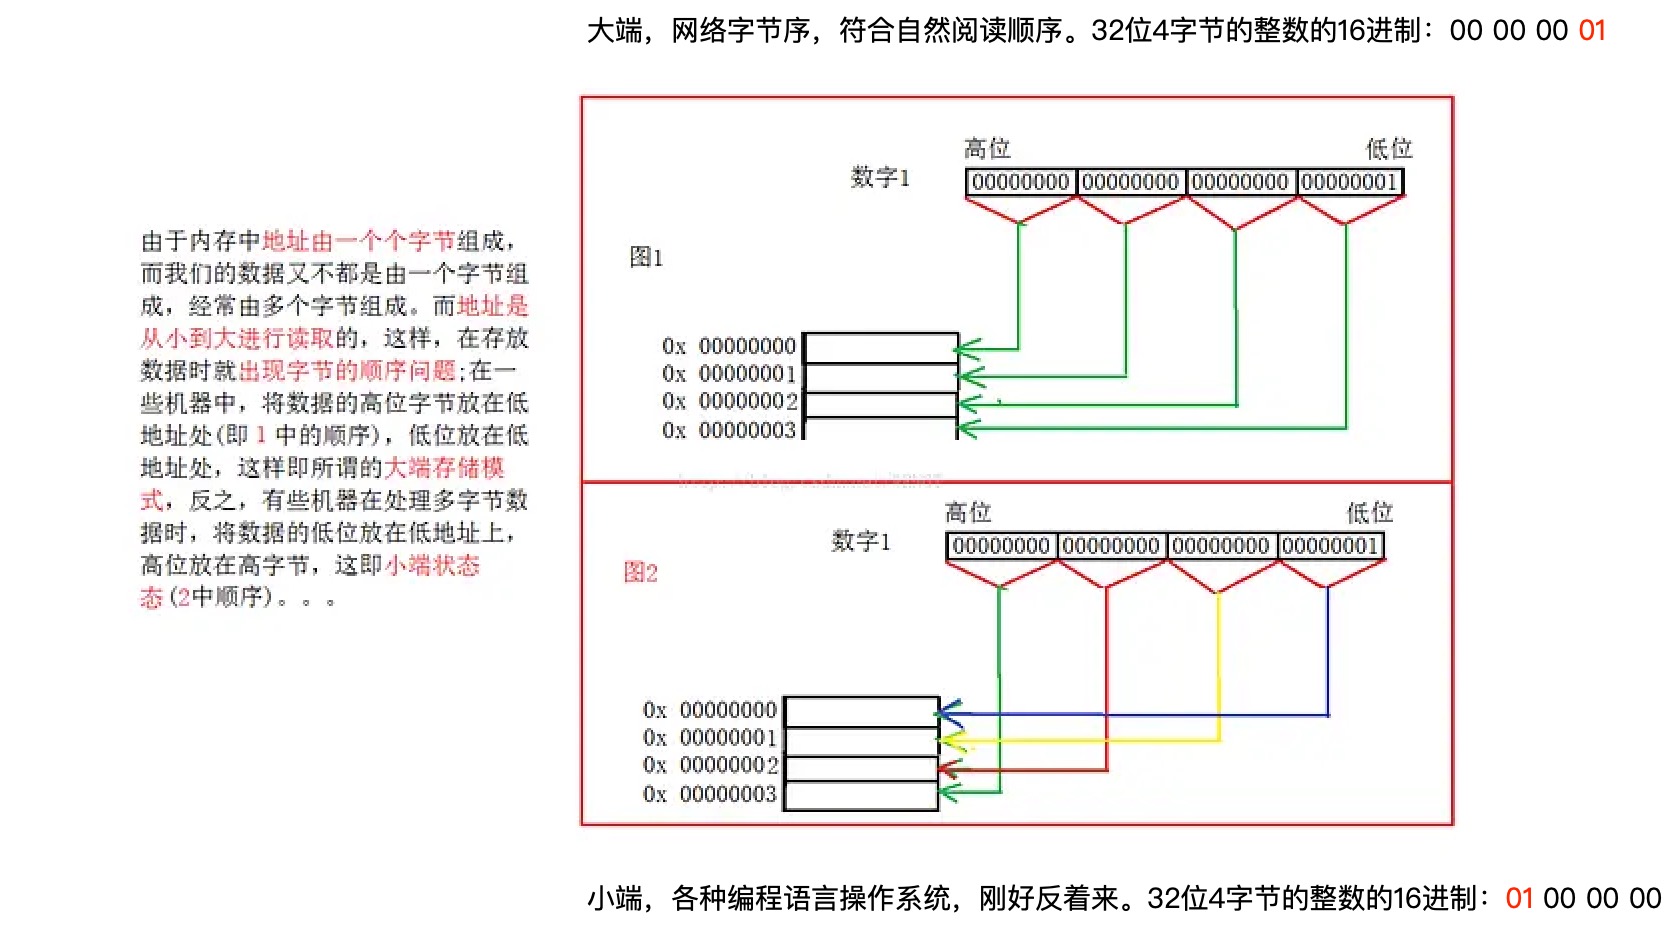 大端，网络字节序，符合自然阅读顺序。32位4字节的整数的16进制：00 00 00 01
由于内存中地址由一个个字节组成，
而我们的数据又不都是由一个字节组
成，经常由多个字节组成。而地址是
从小到大进行读取的，这样，在存放
数据时就出现字节的顺序问题;在一
些机器中，将数据的高位字节放在低
地址处(即 1 中的顺序)，低位放在低
地址处，这样即所谓的大端存储模
式，反之，有些机器在处理多字节数
据时，将数据的低位放在低地址上，
高位放在高字节，这即小端状态
态(2中顺序)。。。
高位 低位
数字1 00000000 00000000 00000000 00000001
图1
0x 00000000
0x 00000001
0x 00000002
0x 00000003
高位 低位
数字1 00000000 00000000 00000000 00000001
图2
0x 00000000
0x 00000001
0x 00000002
0x 00000003
小端，各种编程语言操作系统，刚好反着来。32位4字节的整数的16进制：01 00 00 00